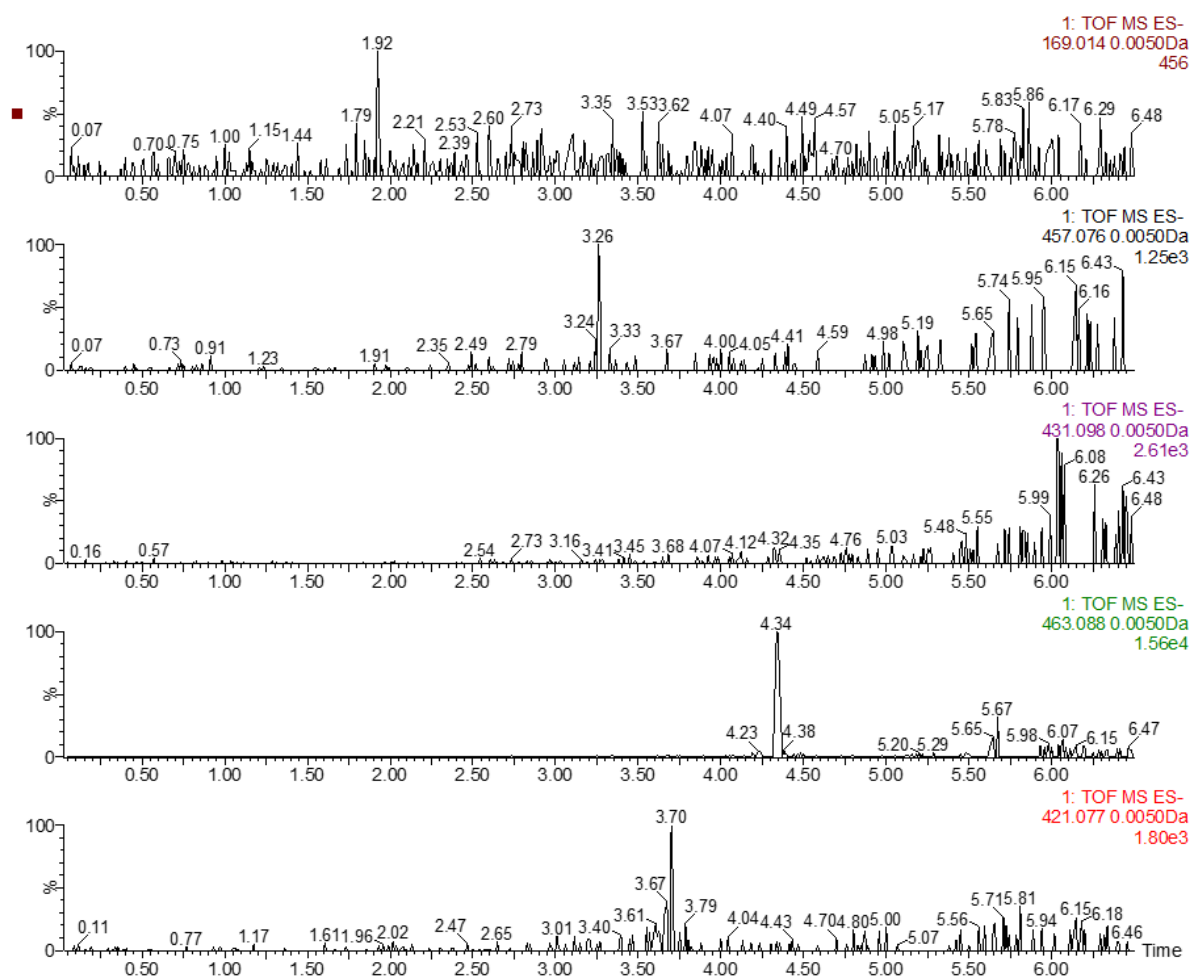 1: TOF MS ES-
169.014 0.0050Da
456
100
%
0
0.07 0.70 0.75 1.00 1.15 1.44 1.79 1.92 2.21 2.39 2.53 2.60 2.73 3.35 3.53 3.62 4.07 4.40 4.49 4.57 4.70 5.05 5.17 5.78 5.83 5.86 6.17 6.29 6.48
0.50 1.00 1.50 2.00 2.50 3.00 3.50 4.00 4.50 5.00 5.50 6.00
1: TOF MS ES-
457.076 0.0050Da
1.25e3
100
%
0
0.07 0.73 0.91 1.23 1.91 2.35 2.49 2.79 3.24 3.26 3.33 3.67 4.00 4.05 4.41 4.59 4.98 5.19 5.65 5.74 5.95 6.15 6.16 6.43
0.50 1.00 1.50 2.00 2.50 3.00 3.50 4.00 4.50 5.00 5.50 6.00
1: TOF MS ES-
431.098 0.0050Da
2.61e3
100
%
0
0.16 0.57 2.54 2.73 3.16 3.41 3.45 3.68 4.07 4.12 4.32 4.35 4.76 5.03 5.48 5.55 5.99 6.08 6.26 6.43 6.48
0.50 1.00 1.50 2.00 2.50 3.00 3.50 4.00 4.50 5.00 5.50 6.00
1: TOF MS ES-
463.088 0.0050Da
1.56e4
100
%
0
4.23 4.34 4.38 5.20 5.29 5.65 5.67 5.98 6.07 6.15 6.47
0.50 1.00 1.50 2.00 2.50 3.00 3.50 4.00 4.50 5.00 5.50 6.00
1: TOF MS ES-
421.077 0.0050Da
1.80e3
100
%
0
0.11 0.77 1.17 1.61 1.96 2.02 2.47 2.65 3.01 3.40 3.61 3.67 3.70 3.79 4.04 4.43 4.70 4.80 5.00 5.07 5.56 5.71 5.81 5.94 6.15 6.18 6.46
Time
0.50 1.00 1.50 2.00 2.50 3.00 3.50 4.00 4.50 5.00 5.50 6.00